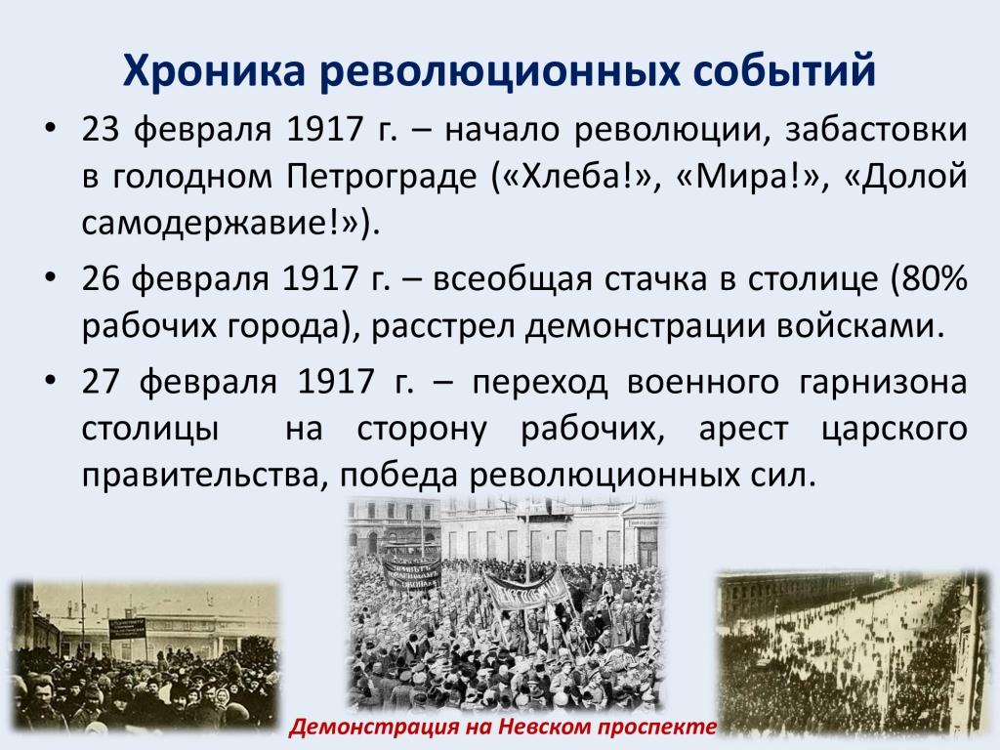 Хроника революционных событий
• 23 февраля 1917 г. – начало революции, забастовки
в голодном Петрограде («Хлеба!», «Мира!», «Долой
самодержавие!»).
• 26 февраля 1917 г. – всеобщая стачка в столице (80%
рабочих города), расстрел демонстрации войсками.
• 27 февраля 1917 г. – переход военного гарнизона
столицы на сторону рабочих, арест царского
правительства, победа революционных сил.
Демонстрация на Невском проспекте